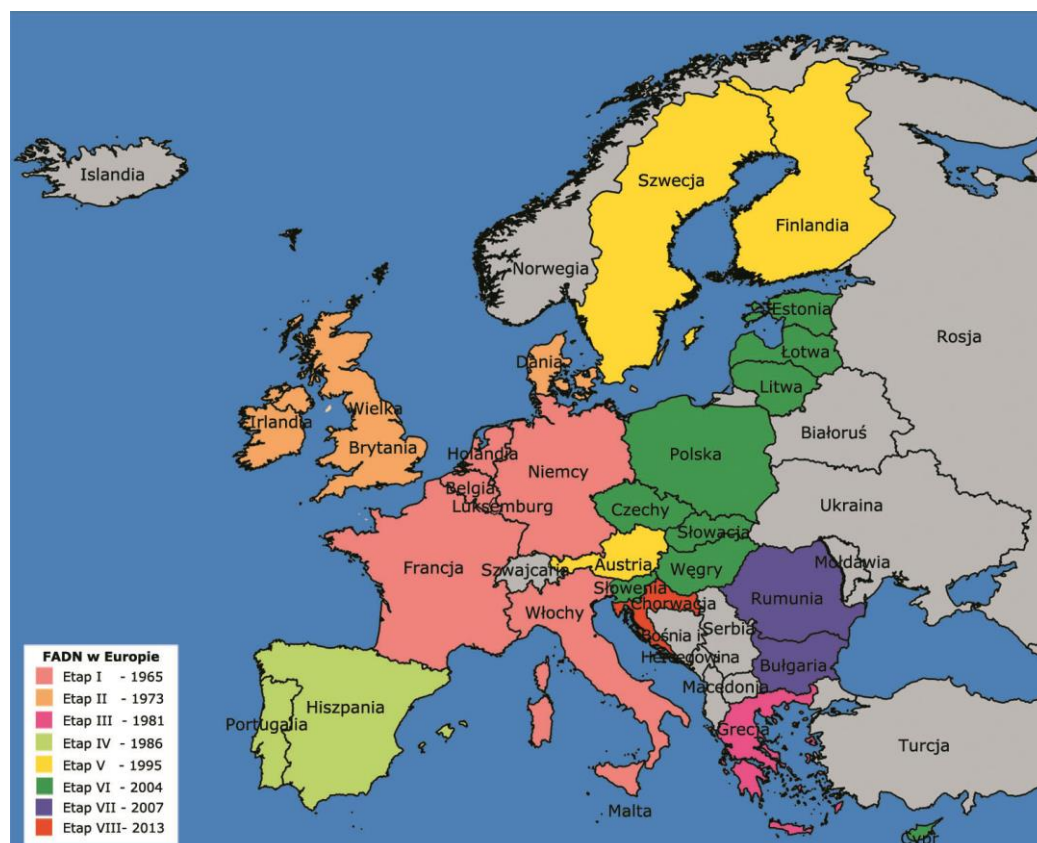 Islandia
Szwecja
Finlandia
Norwegia
Rosja
Estonia
Łotwa
Dania
Litwa
Irlandia
Wielka
Brytania
Białoruś
Holandia
Niemcy
Polska
Belgia
Luksemburg
Czechy
Ukraina
Słowacja
Francja
Szwajcaria
Austria
Węgry
Mołdawia
Słowenia
Chorwacja
Rumunia
Włochy
Serbia
Bośnia i
Hercegowina
Bułgaria
Macedonia
Hiszpania
Portugalia
Grecja
Turcja
Malta
Cypr
FADN w Europie
Etap I - 1965
Etap II - 1973
Etap III - 1981
Etap IV - 1986
Etap V - 1995
Etap VI - 2004
Etap VII - 2007
Etap VIII- 2013